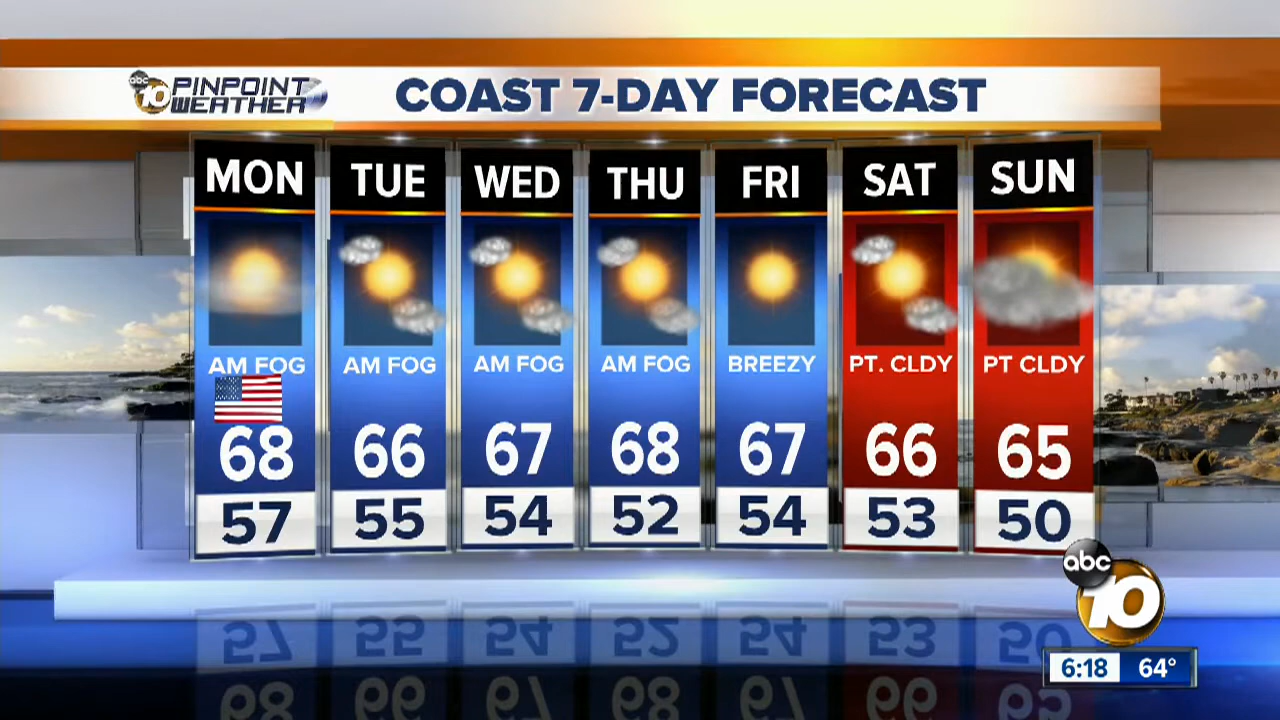 abc 10 PINPOINT WEATHER
COAST 7-DAY FORECAST
MON TUE WED THU FRI SAT SUN
AM FOG AM FOG AM FOG AM FOG BREEZY PT. CLDY PT CLDY
68 66 67 68 67 66 65
57 55 54 52 54 53 50
abc
10
6:18 64°